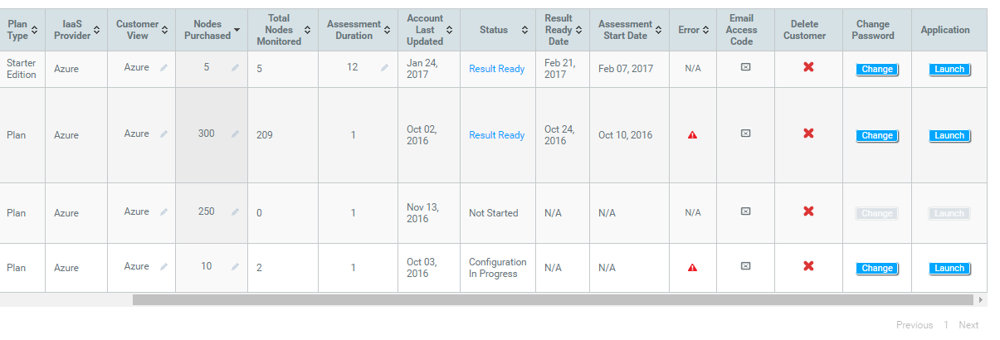 Plan Type IaaS Provider Customer View Nodes Purchased Total Nodes Monitored Assessment Duration Account Last Updated Status Result Ready Date Assessment Start Date Error Email Access Code Delete Customer Change Password Application
Starter Edition Azure Azure 5 5 12 Jan 24, 2017 Result Ready Feb 21, 2017 Feb 07, 2017 N/A Change Launch
Plan Azure Azure 300 209 1 Oct 02, 2016 Result Ready Oct 24, 2016 Oct 10, 2016 Change Launch
Plan Azure Azure 250 0 1 Nov 13, 2016 Not Started N/A N/A N/A Change Launch
Plan Azure Azure 10 2 1 Oct 03, 2016 Configuration In Progress N/A N/A Change Launch
Previous 1 Next